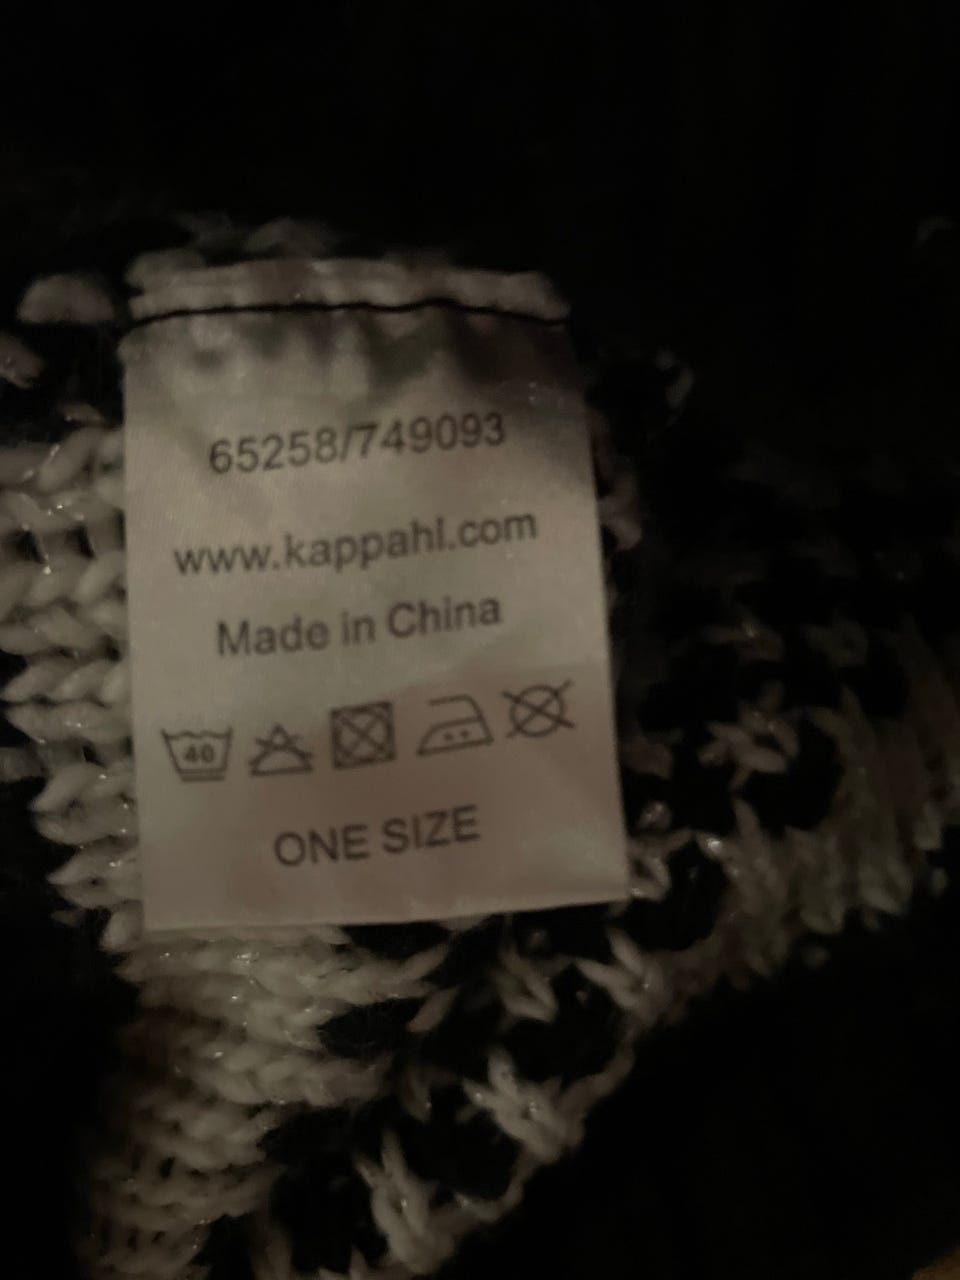 65258/749093
www.kappahl.com
Made in China
40
ONE SIZE